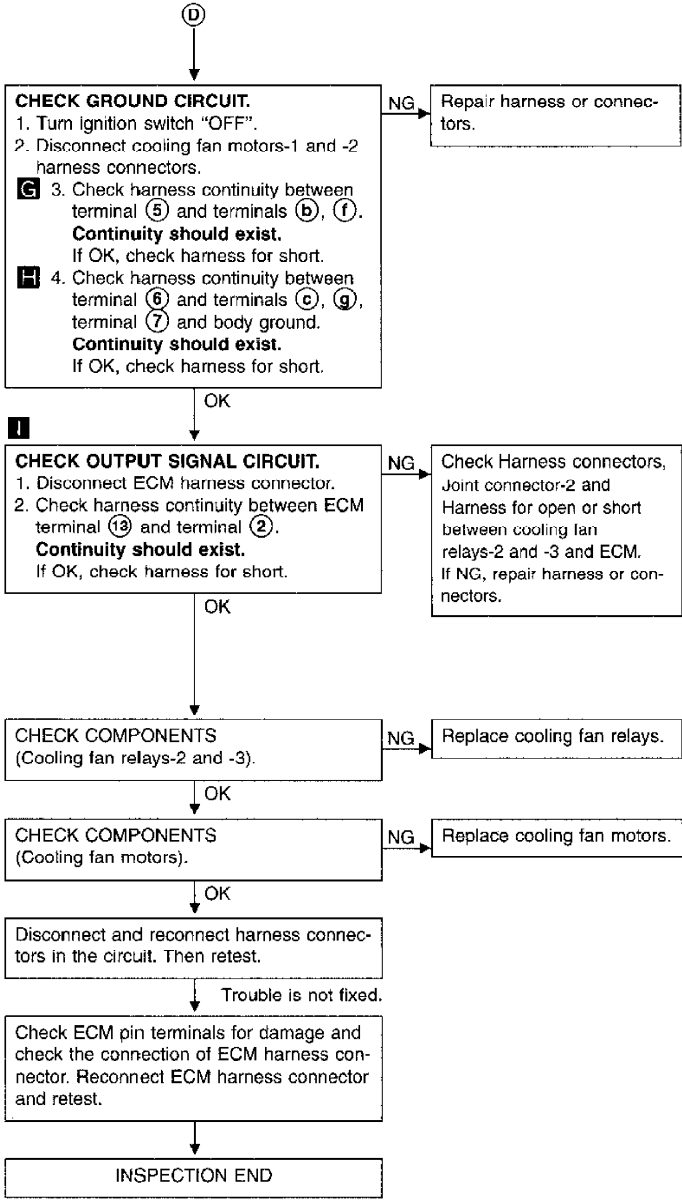 D
CHECK GROUND CIRCUIT.
1. Turn ignition switch “OFF”.
2. Disconnect cooling fan motors-1 and -2
harness connectors.
G 3. Check harness continuity between
terminal 5 and terminals b, f.
Continuity should exist.
If OK, check harness for short.
H 4. Check harness continuity between
terminal 6 and terminals c, g,
terminal 7 and body ground.
Continuity should exist.
If OK, check harness for short.
NG
Repair harness or connec-
tors.
OK
I
CHECK OUTPUT SIGNAL CIRCUIT.
1. Disconnect ECM harness connector.
2. Check harness continuity between ECM
terminal 13 and terminal 2.
Continuity should exist.
If OK, check harness for short.
NG
Check Harness connectors,
Joint connector-2 and
Harness for open or short
between cooling fan
relays-2 and -3 and ECM.
If NG, repair harness or con-
nectors.
OK
CHECK COMPONENTS
(Cooling fan relays-2 and -3).
NG
Replace cooling fan relays.
OK
CHECK COMPONENTS
(Cooling fan motors).
NG
Replace cooling fan motors.
OK
Disconnect and reconnect harness connec-
tors in the circuit. Then retest.
Trouble is not fixed.
Check ECM pin terminals for damage and
check the connection of ECM harness con-
nector. Reconnect ECM harness connector
and retest.
INSPECTION END